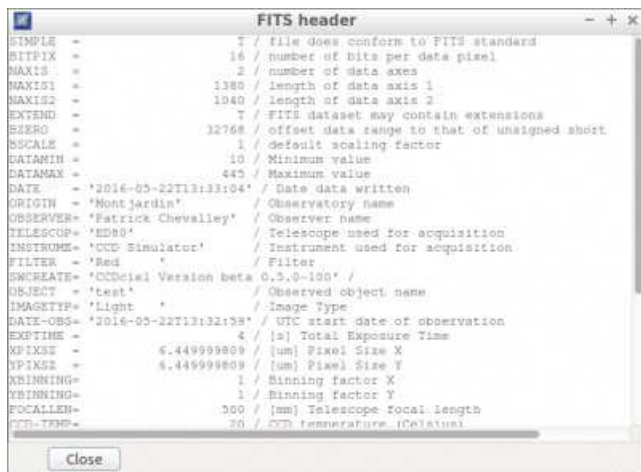 FITS header
SIMPLE = T / file does conform to FITS standard
BITPIX = 16 / number of bits per data pixel
NAXIS = 2 / number of data axes
NAXIS1 = 1380 / length of data axis 1
NAXIS2 = 1040 / length of data axis 2
EXTEND = T / FITS dataset may contain extensions
BZERO = 32768 / offset data range to that of unsigned short
BSCALE = 1 / default scaling factor
DATAMIN = 10 / Minimum value
DATAMAX = 445 / Maximum value
DATE = '2016-05-22T13:33:04' / Date data written
ORIGIN = 'Montjardin' / Observatory name
OBSERVER= 'Patrick Chevalley' / Observer name
TELESCOP= 'ED80' / Telescope used for acquisition
INSTRUME= 'CCD Simulator' / Instrument used for acquisition
FILTER = 'Red ' / Filter
SWCREATE= 'CCDciel Version beta 0.5.0-100' /
OBJECT = 'test' / Observed object name
IMAGETYP= 'Light ' / Image Type
DATE-OBS= '2016-05-22T13:32:59' / UTC start date of observation
EXPTIME = 4 / [s] Total Exposure Time
XPIXSZ = 6.449999809 / [um] Pixel Size X
YPIXSZ = 6.449999809 / [um] Pixel Size Y
XBINNING= 1 / Binning factor X
YBINNING= 1 / Binning factor Y
FOCALLEN= 500 / [mm] Telescope focal length
CCD-TEMP= 20 / CCD temperature (Celsius)
Close